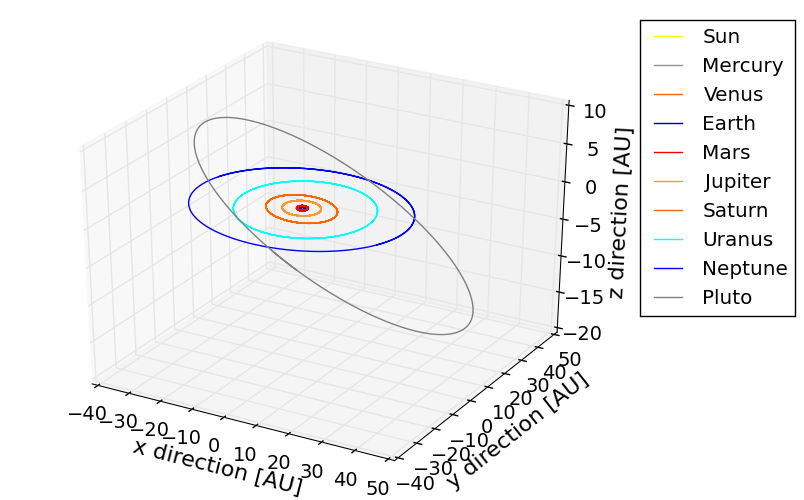 Sun
Mercury
Venus
Earth
Mars
Jupiter
Saturn
Uranus
Neptune
Pluto
10
5
0
−5
−10
−15
−20
z direction [AU]
−40
−30
−20
−10
0
10
20
30
40
50
x direction [AU]
−40
−30
−20
−10
0
10
20
30
40
50
y direction [AU]